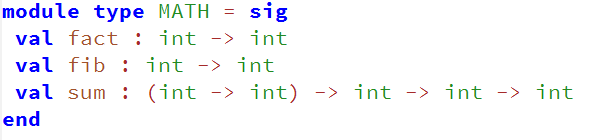 module type MATH = sig
 val fact : int -> int
 val fib : int -> int
 val sum : (int -> int) -> int -> int -> int
end